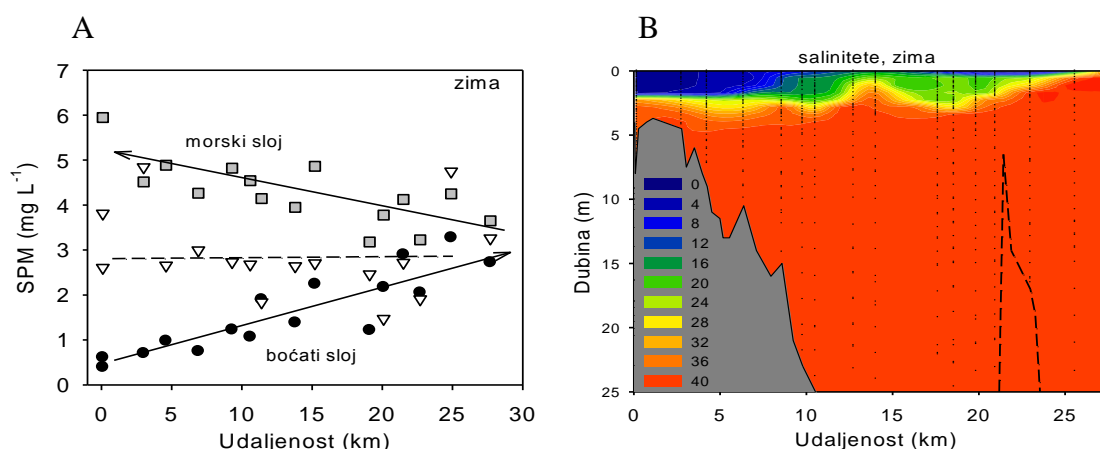 A
7
6
5
4
3
2
1
0
SPM (mg L-1)
zima
morski sloj
boćati sloj
0 5 10 15 20 25 30
Udaljenost (km)
B
salinitete, zima
0
5
10
15
20
25
Dubina (m)
0
4
8
12
16
20
24
28
32
36
40
0 5 10 15 20 25
Udaljenost (km)